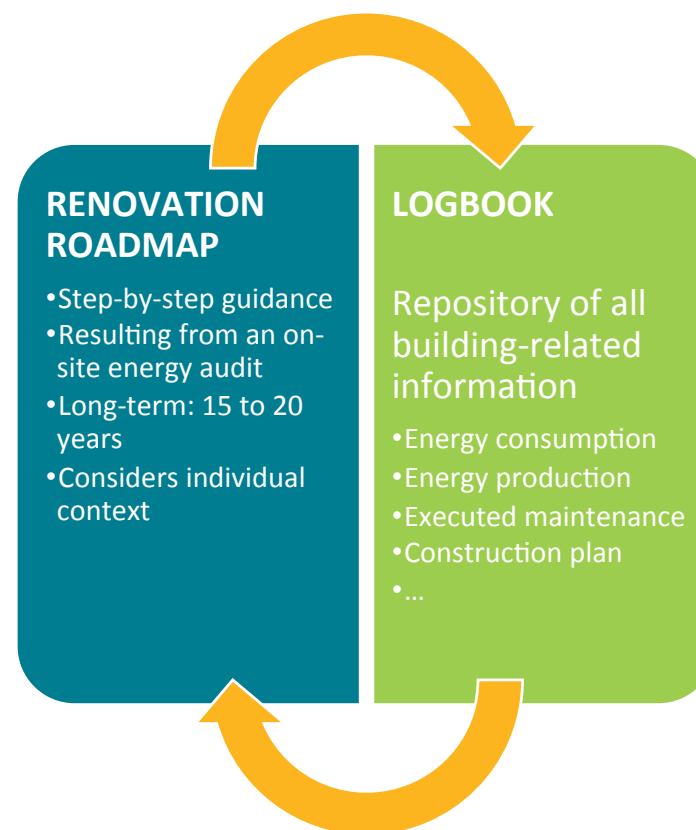 RENOVATION
ROADMAP
•Step-by-step guidance
•Resulting from an on-
site energy audit
•Long-term: 15 to 20
years
•Considers individual
context
LOGBOOK
Repository of all
building-related
information
•Energy consumption
•Energy production
•Executed maintenance
•Construction plan
•...